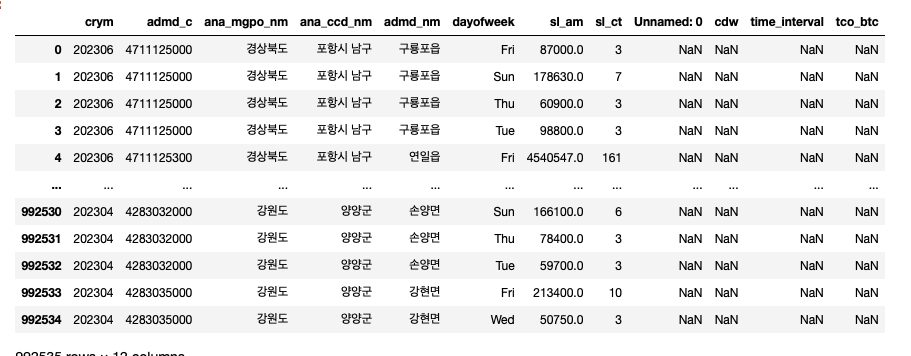 crym admd_c ana_mgpo_nm ana_ccd_nm admd_nm dayofweek sl_am sl_ct Unnamed: 0 cdw time_interval tco_btc
0 202306 4711125000 경상북도 포항시 남구 구룡포읍 Fri 87000.0 3 NaN NaN NaN NaN
1 202306 4711125000 경상북도 포항시 남구 구룡포읍 Sun 178630.0 7 NaN NaN NaN NaN
2 202306 4711125000 경상북도 포항시 남구 구룡포읍 Thu 60900.0 3 NaN NaN NaN NaN
3 202306 4711125000 경상북도 포항시 남구 구룡포읍 Tue 98800.0 3 NaN NaN NaN NaN
4 202306 4711125300 경상북도 포항시 남구 연일읍 Fri 4540547.0 161 NaN NaN NaN NaN
... ... ... ... ... ... ... ... ... ... ... ... ...
992530 202304 4283032000 강원도 양양군 손양면 Sun 166100.0 6 NaN NaN NaN NaN
992531 202304 4283032000 강원도 양양군 손양면 Thu 78400.0 3 NaN NaN NaN NaN
992532 202304 4283032000 강원도 양양군 손양면 Tue 59700.0 3 NaN NaN NaN NaN
992533 202304 4283035000 강원도 양양군 강현면 Fri 213400.0 10 NaN NaN NaN NaN
992534 202304 4283035000 강원도 양양군 강현면 Wed 50750.0 3 NaN NaN NaN NaN
992535 rows × 12 columns